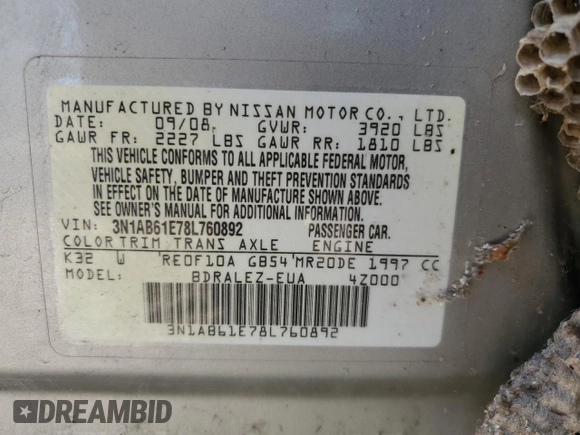 MANUFACTURED BY NISSAN MOTOR CO., LTD.
DATE: 09/08 GVWR: 3920 LBS
GAWR FR: 2227 LBS GAWR RR: 1810 LBS
THIS VEHICLE CONFORMS TO ALL APPLICABLE FEDERAL MOTOR
VEHICLE SAFETY, BUMPER AND THEFT PREVENTION STANDARDS
IN EFFECT ON THE DATE OF MANUFACTURE SHOWN ABOVE.
SEE OWNER'S MANUAL FOR ADDITIONAL INFORMATION.
VIN: 3N1AB61E78L760892 PASSENGER CAR.
COLOR TRIM TRANS AXLE ENGINE
K32 W RE0F10A GB54 MR20DE 1997 CC
MODEL: BDRALEZ-EUA 4Z000
3N1AB61E78L760892
DREAMBID